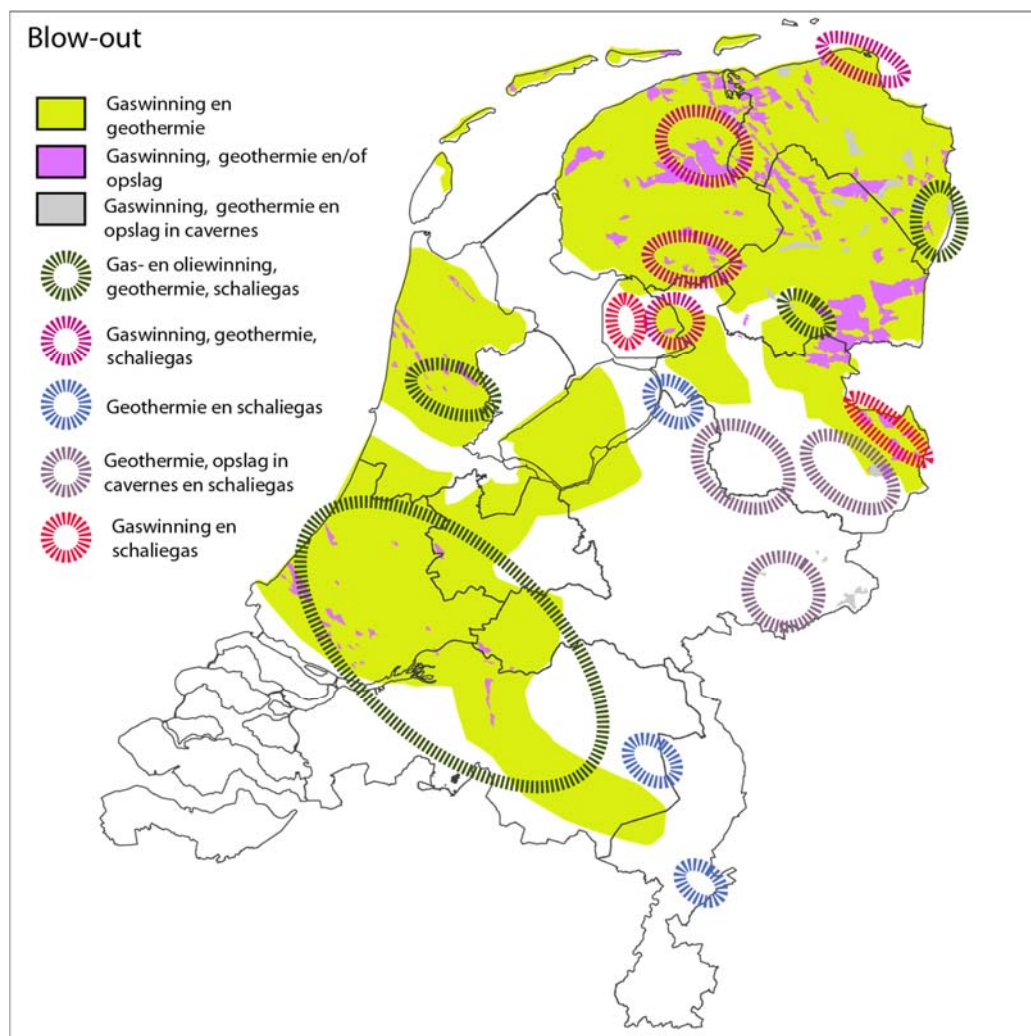 Blow-out
Gaswinning en
geothermie
Gaswinning, geothermie en/of
opslag
Gaswinning, geothermie en
opslag in cavernes
Gas- en oliewinning,
geothermie, schaliegas
Gaswinning, geothermie,
schaliegas
Geothermie en schaliegas
Geothermie, opslag in
cavernes en schaliegas
Gaswinning en
schaliegas